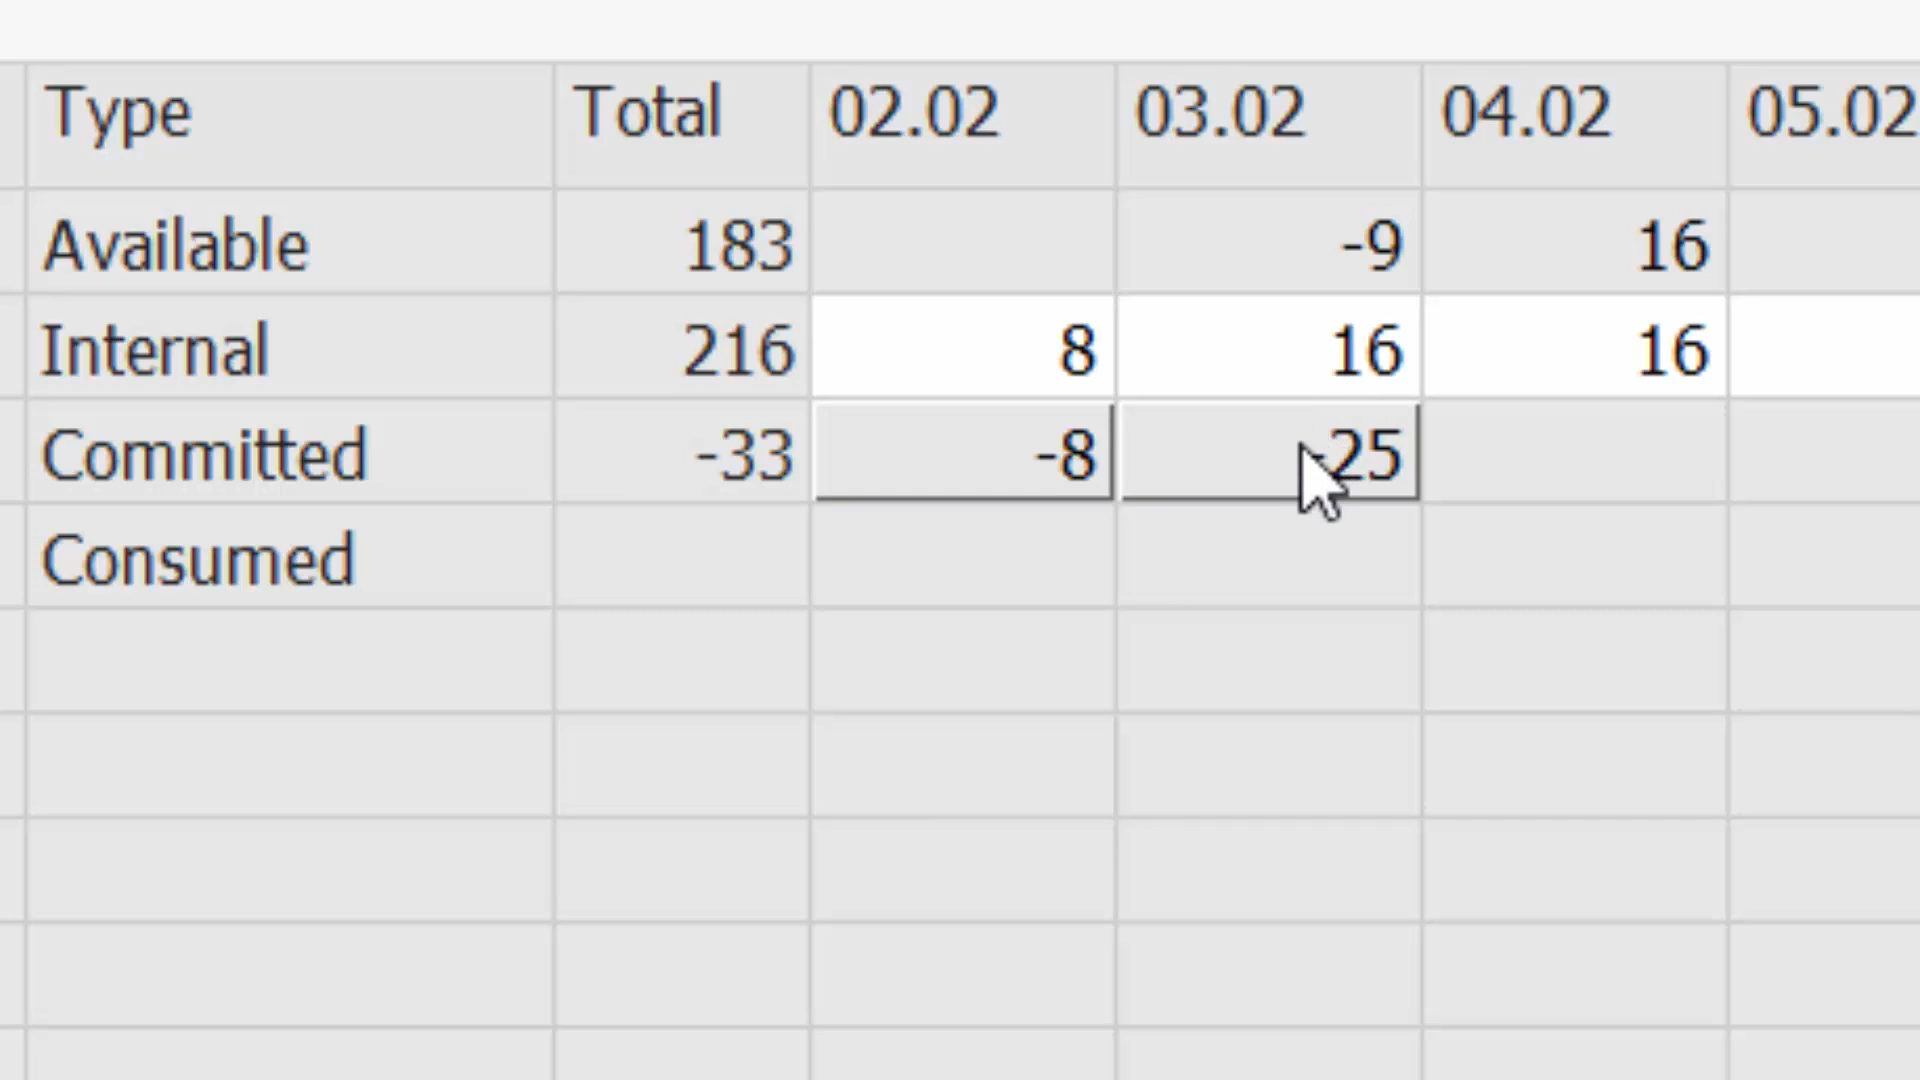 Type Total 02.02 03.02 04.02 05.02
Available 183 -9 16
Internal 216 8 16 16
Committed -33 -8 -25
Consumed